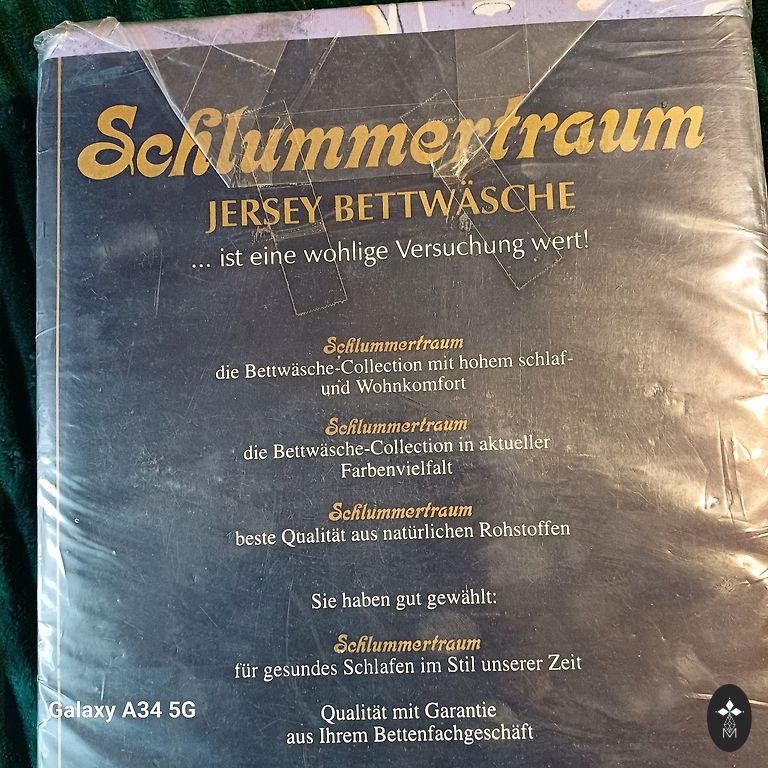 Schlummertraum
JERSEY BETTWÄSCHE
... ist eine wohlige Versuchung wert!
Schlummertraum
die Bettwäsche-Collection mit hohem schlaf-
und Wohnkomfort
Schlummertraum
die Bettwäsche-Collection in aktueller
Farbenvielfalt
Schlummertraum
beste Qualität aus natürlichen Rohstoffen
Sie haben gut gewählt:
Schlummertraum
für gesundes Schlafen im Stil unserer Zeit
Qualität mit Garantie
aus Ihrem Bettenfachgeschäft
Galaxy A34 5G
M